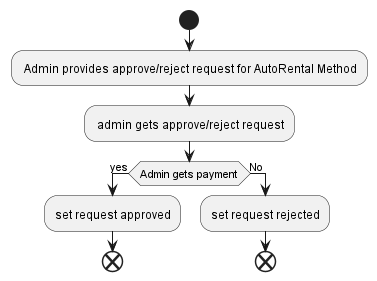 Admin provides approve/reject request for AutoRental Method
admin gets approve/reject request
yes
Admin gets payment
No
set request approved
set request rejected